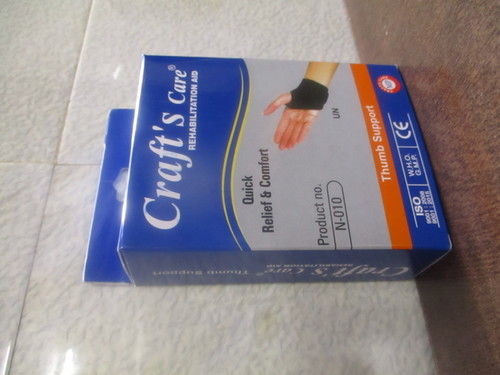 Craft's Care®
REHABILITATION AID
Quick
Relief & Comfort
Product no.
N-010
UN
Thumb Support
ISO
W.H.O.
G.M.P.
CE
Craft's Care®
REHABILITATION AID
Thumb Support